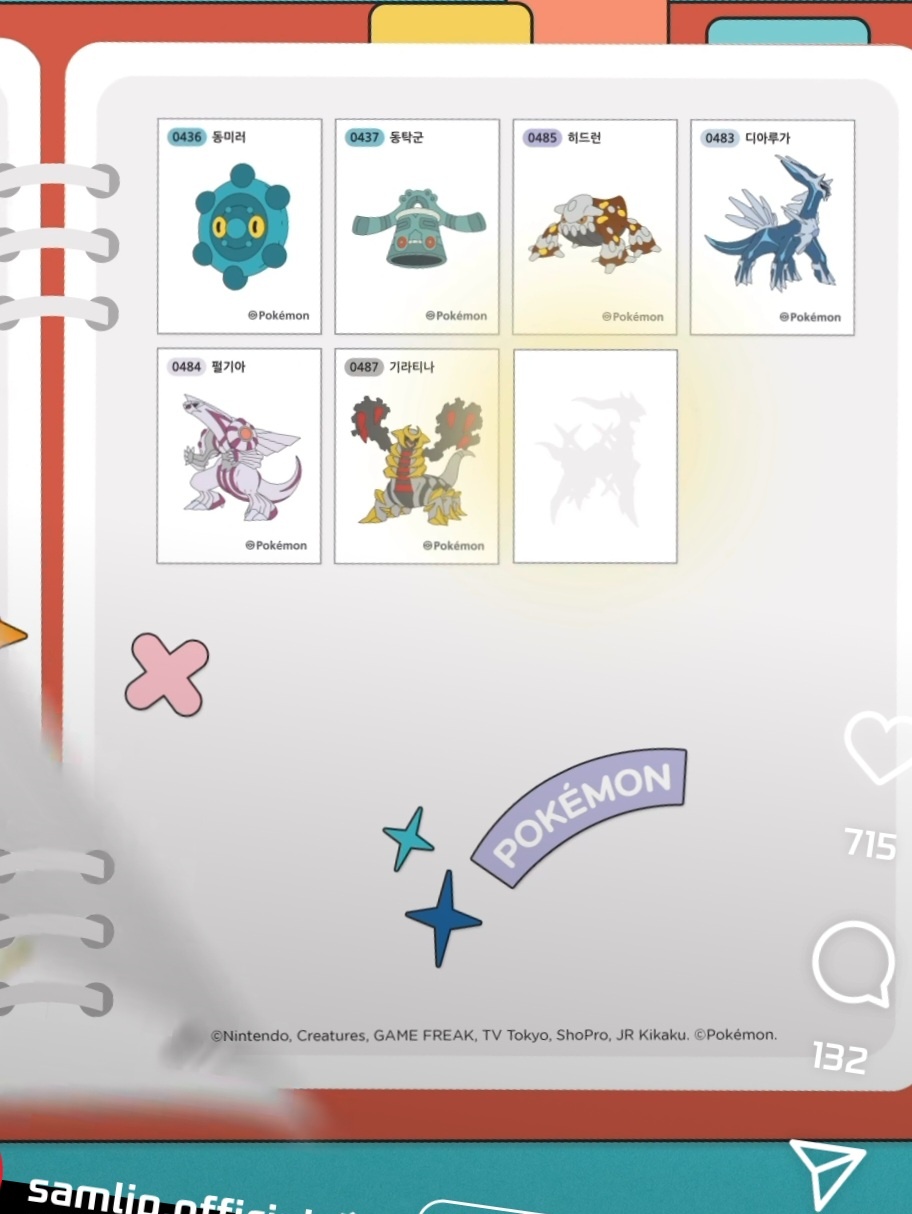 0436 동미러
©Pokémon
0437 동탁군
©Pokémon
0485 히드런
©Pokémon
0483 디아루가
©Pokémon
0484 펄기아
©Pokémon
0487 기라티나
©Pokémon
POKÉMON
715
132
©Nintendo, Creatures, GAME FREAK, TV Tokyo, ShoPro, JR Kikaku. ©Pokémon.
samlip